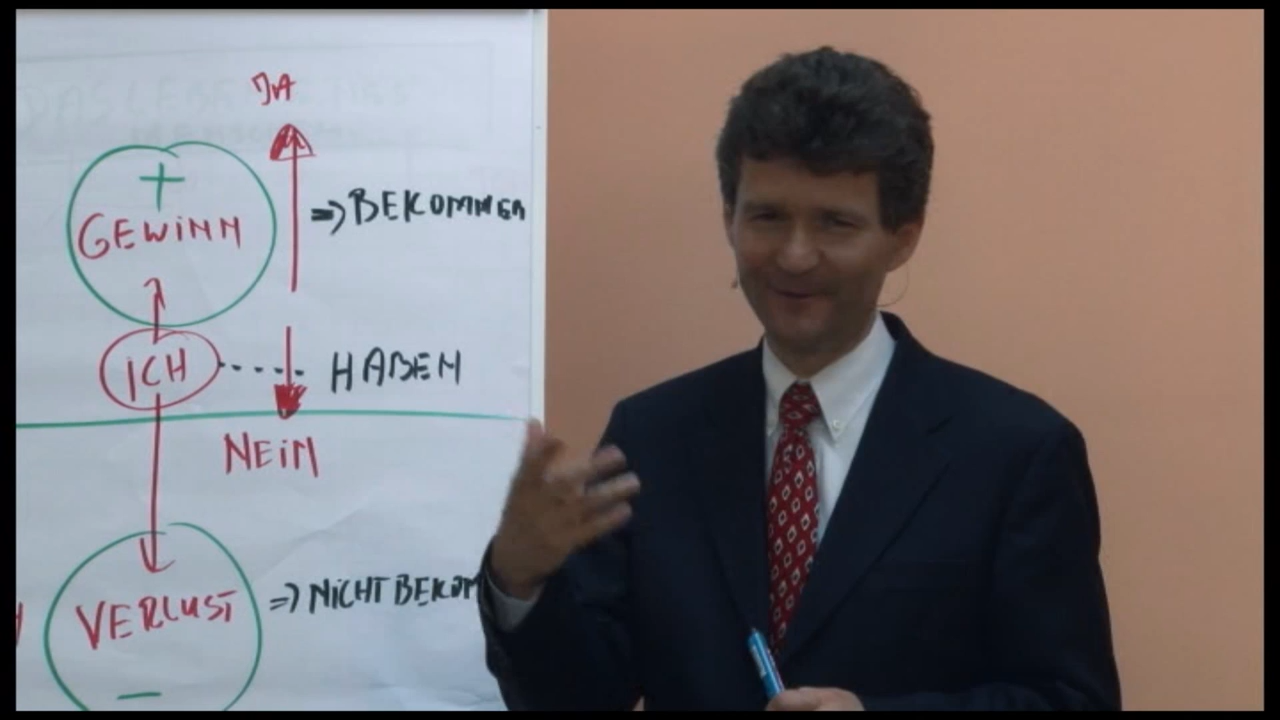 JA
+
GEWINN
=> BEKOMMEN
ICH
HABEN
NEIN
VERLUST
=> NICHT BEKOM
-